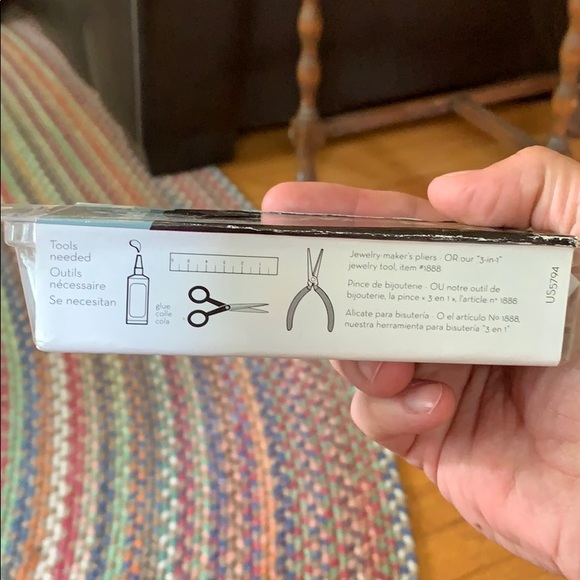 Tools
needed
Outils
nécessaire
Se necesitan
glue
colle
cola
Jewelry-maker's pliers · OR our "3-in-1"
jewelry tool, item #1888
Pince de bijouterie · OU notre outil de
bijouterie, la pince « 3 en 1 », l'article n° 1888
Alicate para bisutería · O el artículo No 1888,
nuestra herramienta para bisutería "3 en 1"
US5794